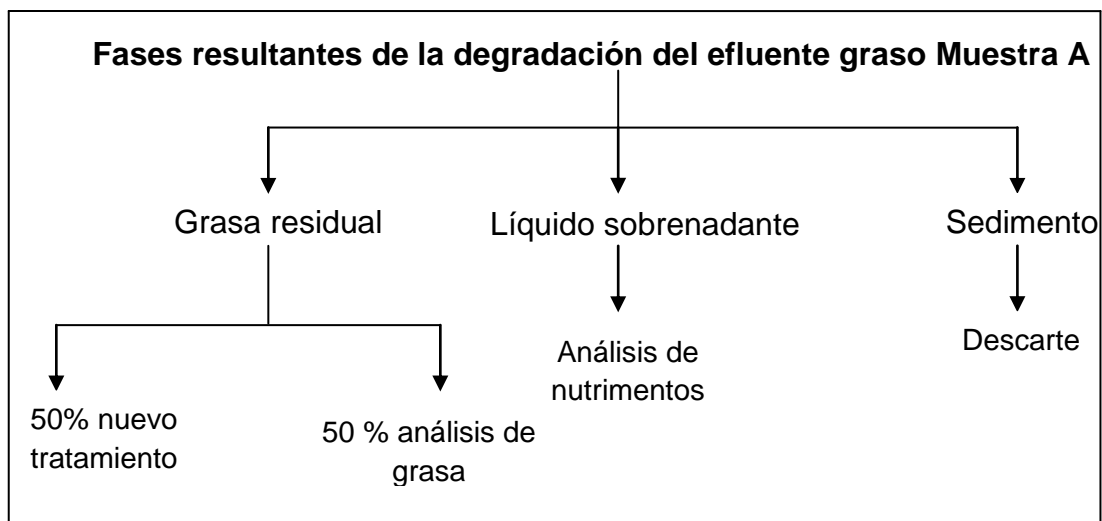 Fases resultantes de la degradación del efluente graso Muestra A
Grasa residual
Líquido sobrenadante
Sedimento
50% nuevo
tratamiento
50 % análisis de
grasa
Análisis de
nutrimentos
Descarte